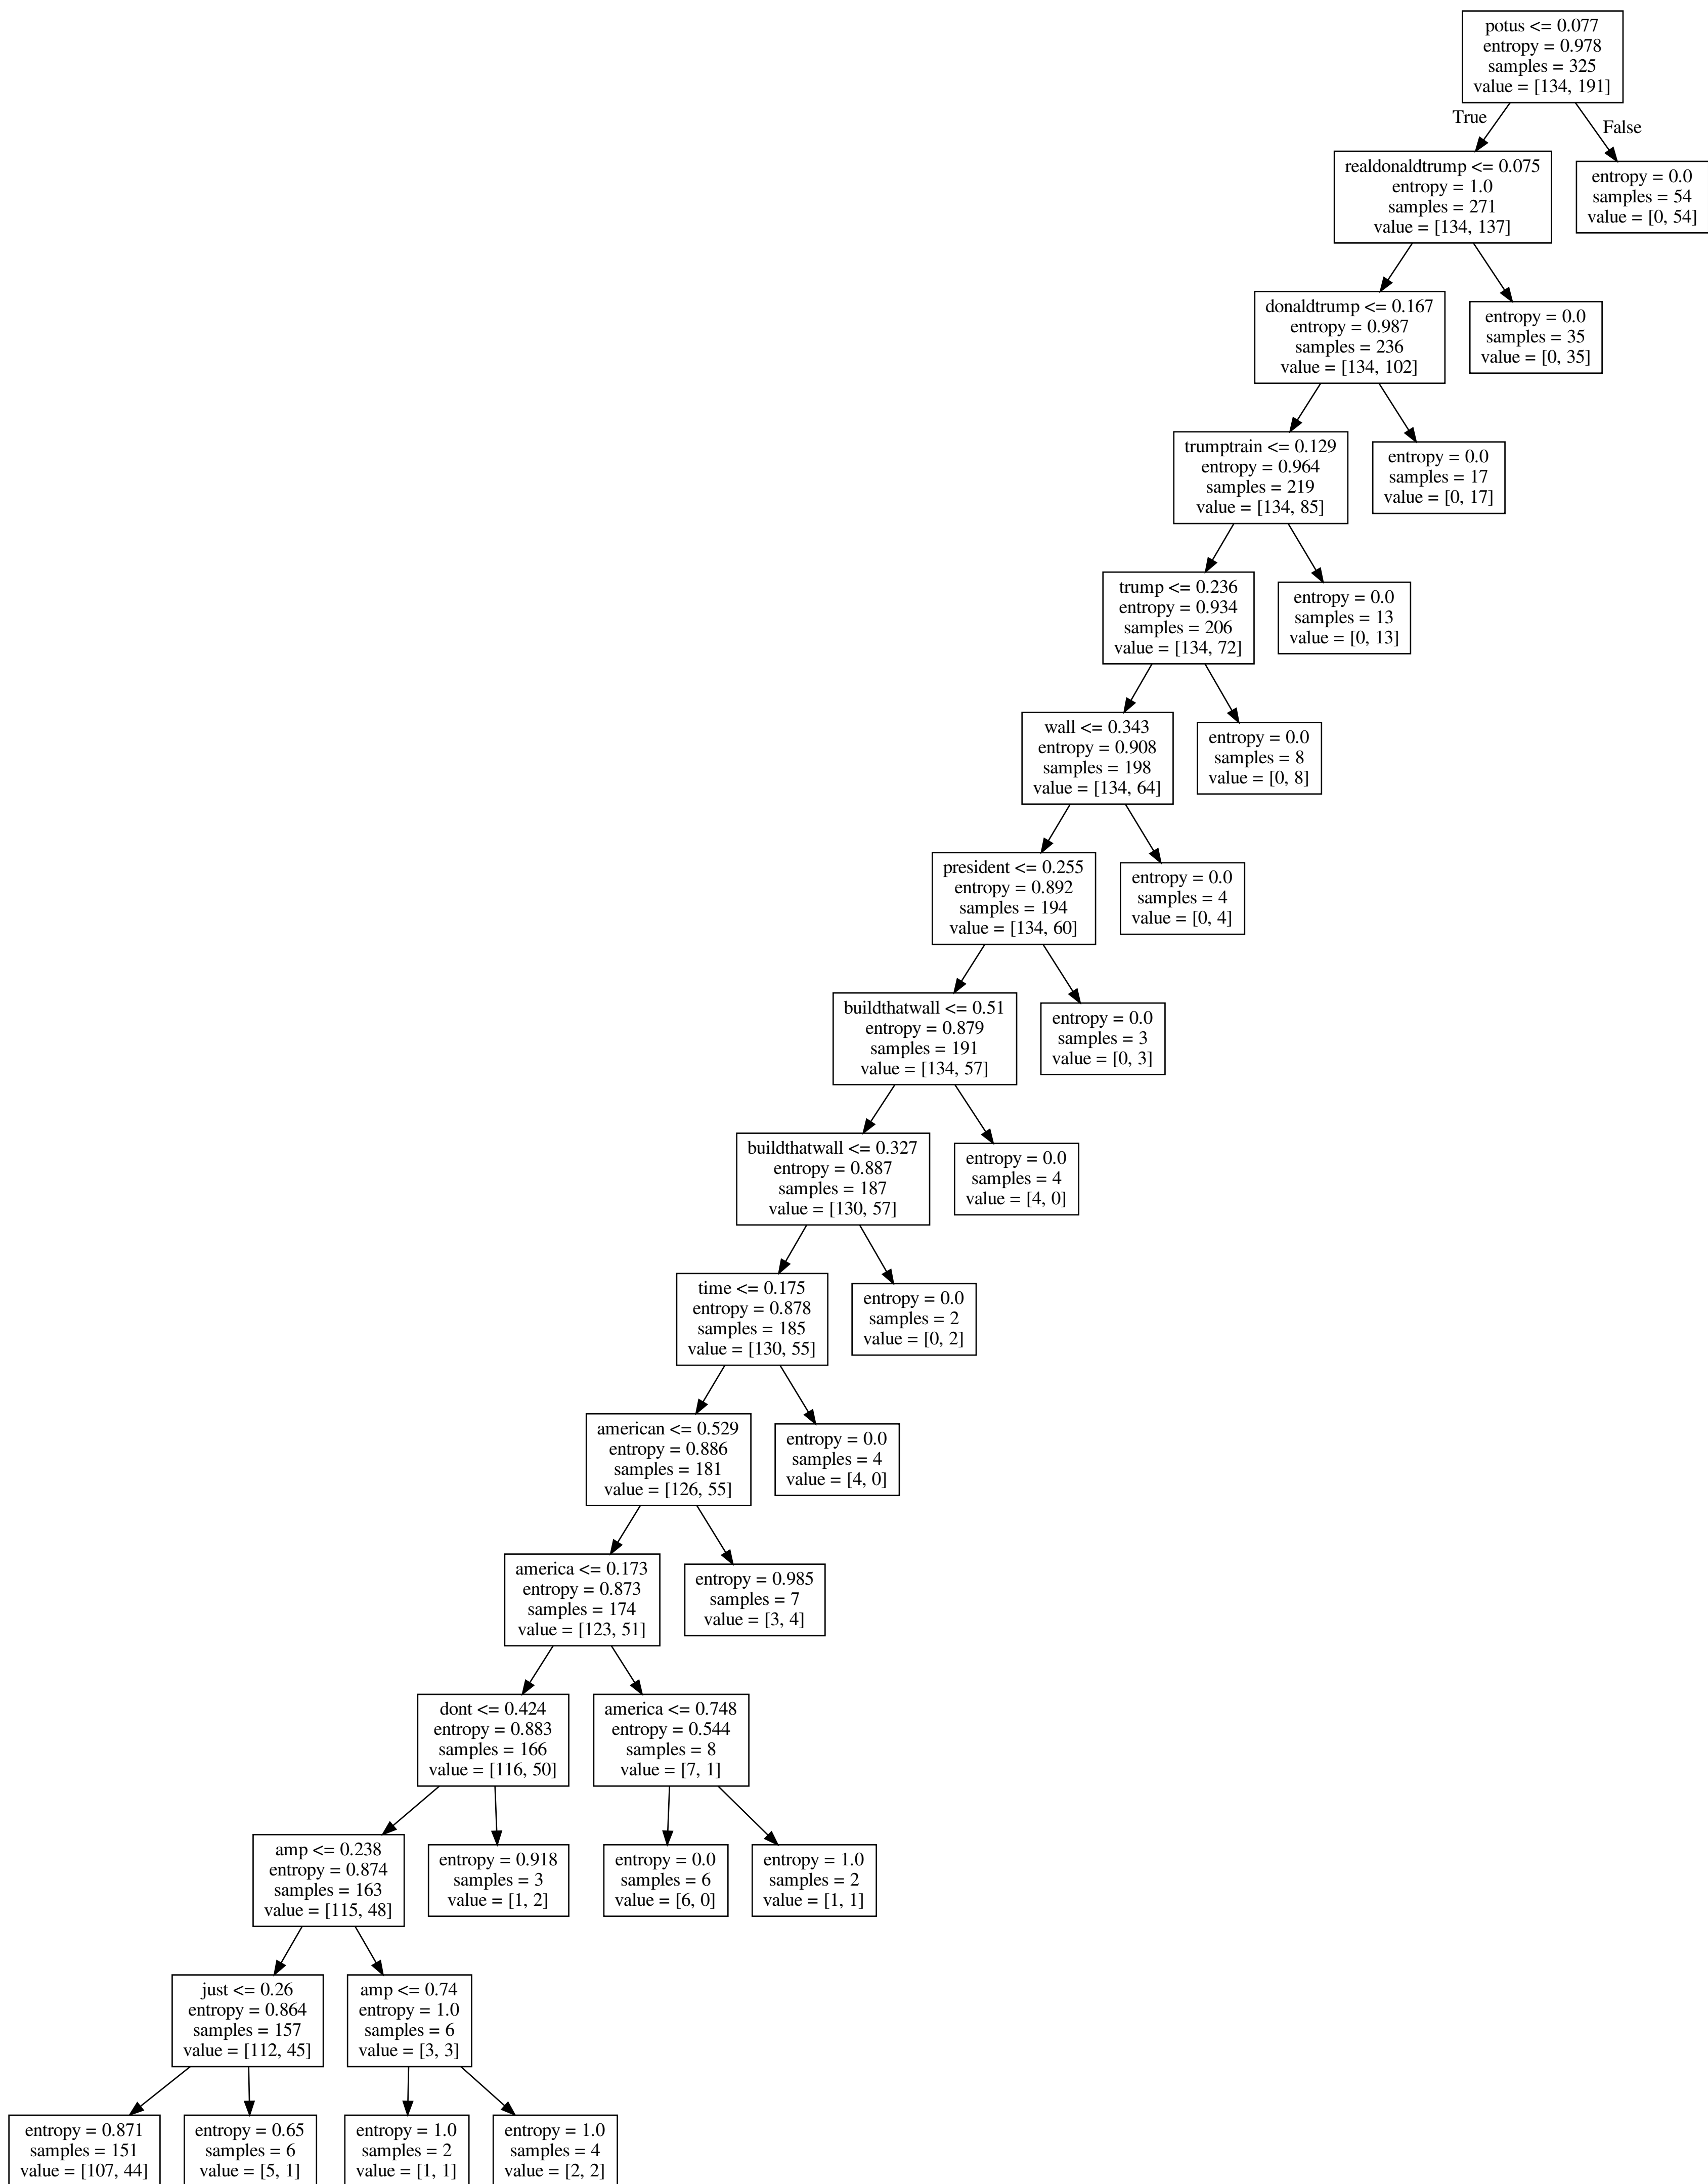 potus <= 0.077
entropy = 0.978
samples = 325
value = [134, 191]
True
False
realdonaldtrump <= 0.075
entropy = 1.0
samples = 271
value = [134, 137]
entropy = 0.0
samples = 54
value = [0, 54]
donaldtrump <= 0.167
entropy = 0.987
samples = 236
value = [134, 102]
entropy = 0.0
samples = 35
value = [0, 35]
trumptrain <= 0.129
entropy = 0.964
samples = 219
value = [134, 85]
entropy = 0.0
samples = 17
value = [0, 17]
trump <= 0.236
entropy = 0.934
samples = 206
value = [134, 72]
entropy = 0.0
samples = 13
value = [0, 13]
wall <= 0.343
entropy = 0.908
samples = 198
value = [134, 64]
entropy = 0.0
samples = 8
value = [0, 8]
president <= 0.255
entropy = 0.892
samples = 194
value = [134, 60]
entropy = 0.0
samples = 4
value = [0, 4]
buildthatwall <= 0.51
entropy = 0.879
samples = 191
value = [134, 57]
entropy = 0.0
samples = 3
value = [0, 3]
buildthatwall <= 0.327
entropy = 0.887
samples = 187
value = [130, 57]
entropy = 0.0
samples = 4
value = [4, 0]
time <= 0.175
entropy = 0.878
samples = 185
value = [130, 55]
entropy = 0.0
samples = 2
value = [0, 2]
american <= 0.529
entropy = 0.886
samples = 181
value = [126, 55]
entropy = 0.0
samples = 4
value = [4, 0]
america <= 0.173
entropy = 0.873
samples = 174
value = [123, 51]
entropy = 0.985
samples = 7
value = [3, 4]
dont <= 0.424
entropy = 0.883
samples = 166
value = [116, 50]
america <= 0.748
entropy = 0.544
samples = 8
value = [7, 1]
amp <= 0.238
entropy = 0.874
samples = 163
value = [115, 48]
entropy = 0.918
samples = 3
value = [1, 2]
entropy = 0.0
samples = 6
value = [6, 0]
entropy = 1.0
samples = 2
value = [1, 1]
just <= 0.26
entropy = 0.864
samples = 157
value = [112, 45]
amp <= 0.74
entropy = 1.0
samples = 6
value = [3, 3]
entropy = 0.871
samples = 151
value = [107, 44]
entropy = 0.65
samples = 6
value = [5, 1]
entropy = 1.0
samples = 2
value = [1, 1]
entropy = 1.0
samples = 4
value = [2, 2]